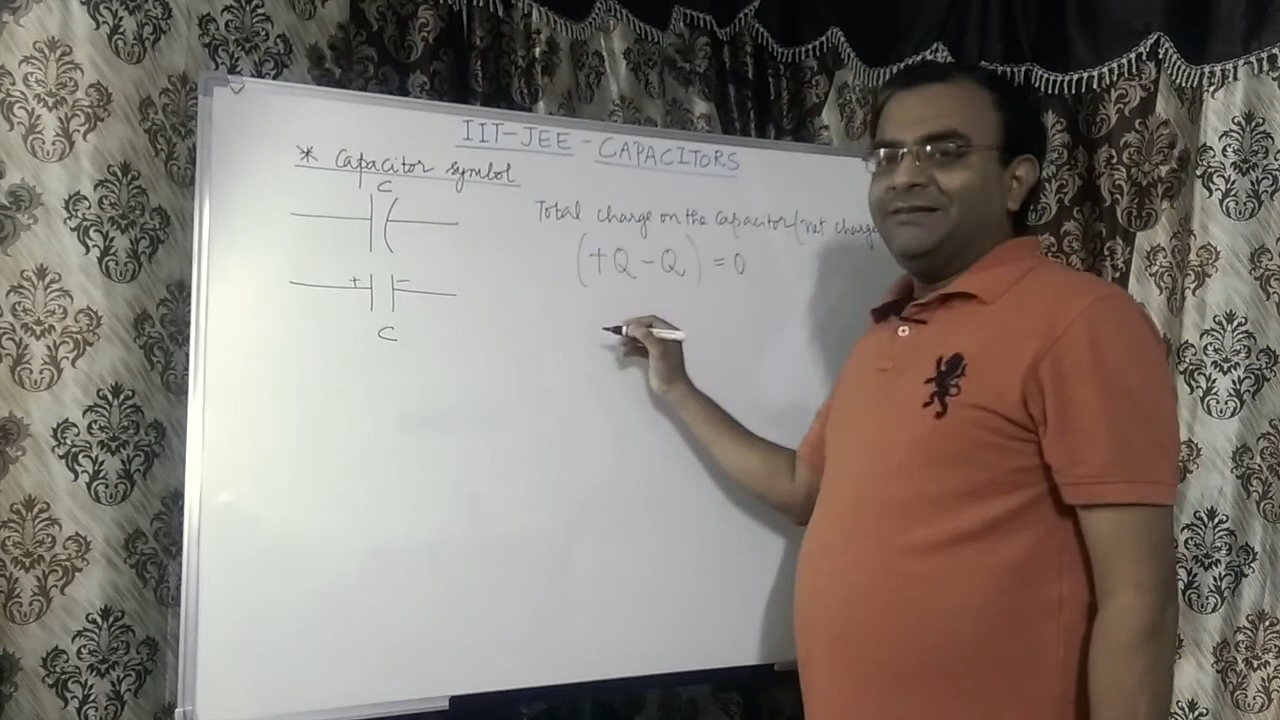 IIT-JEE - CAPACITORS
* Capacitor symbol
C
+ -
C
Total charge on the capacitor/net charge
(+Q -Q) = 0